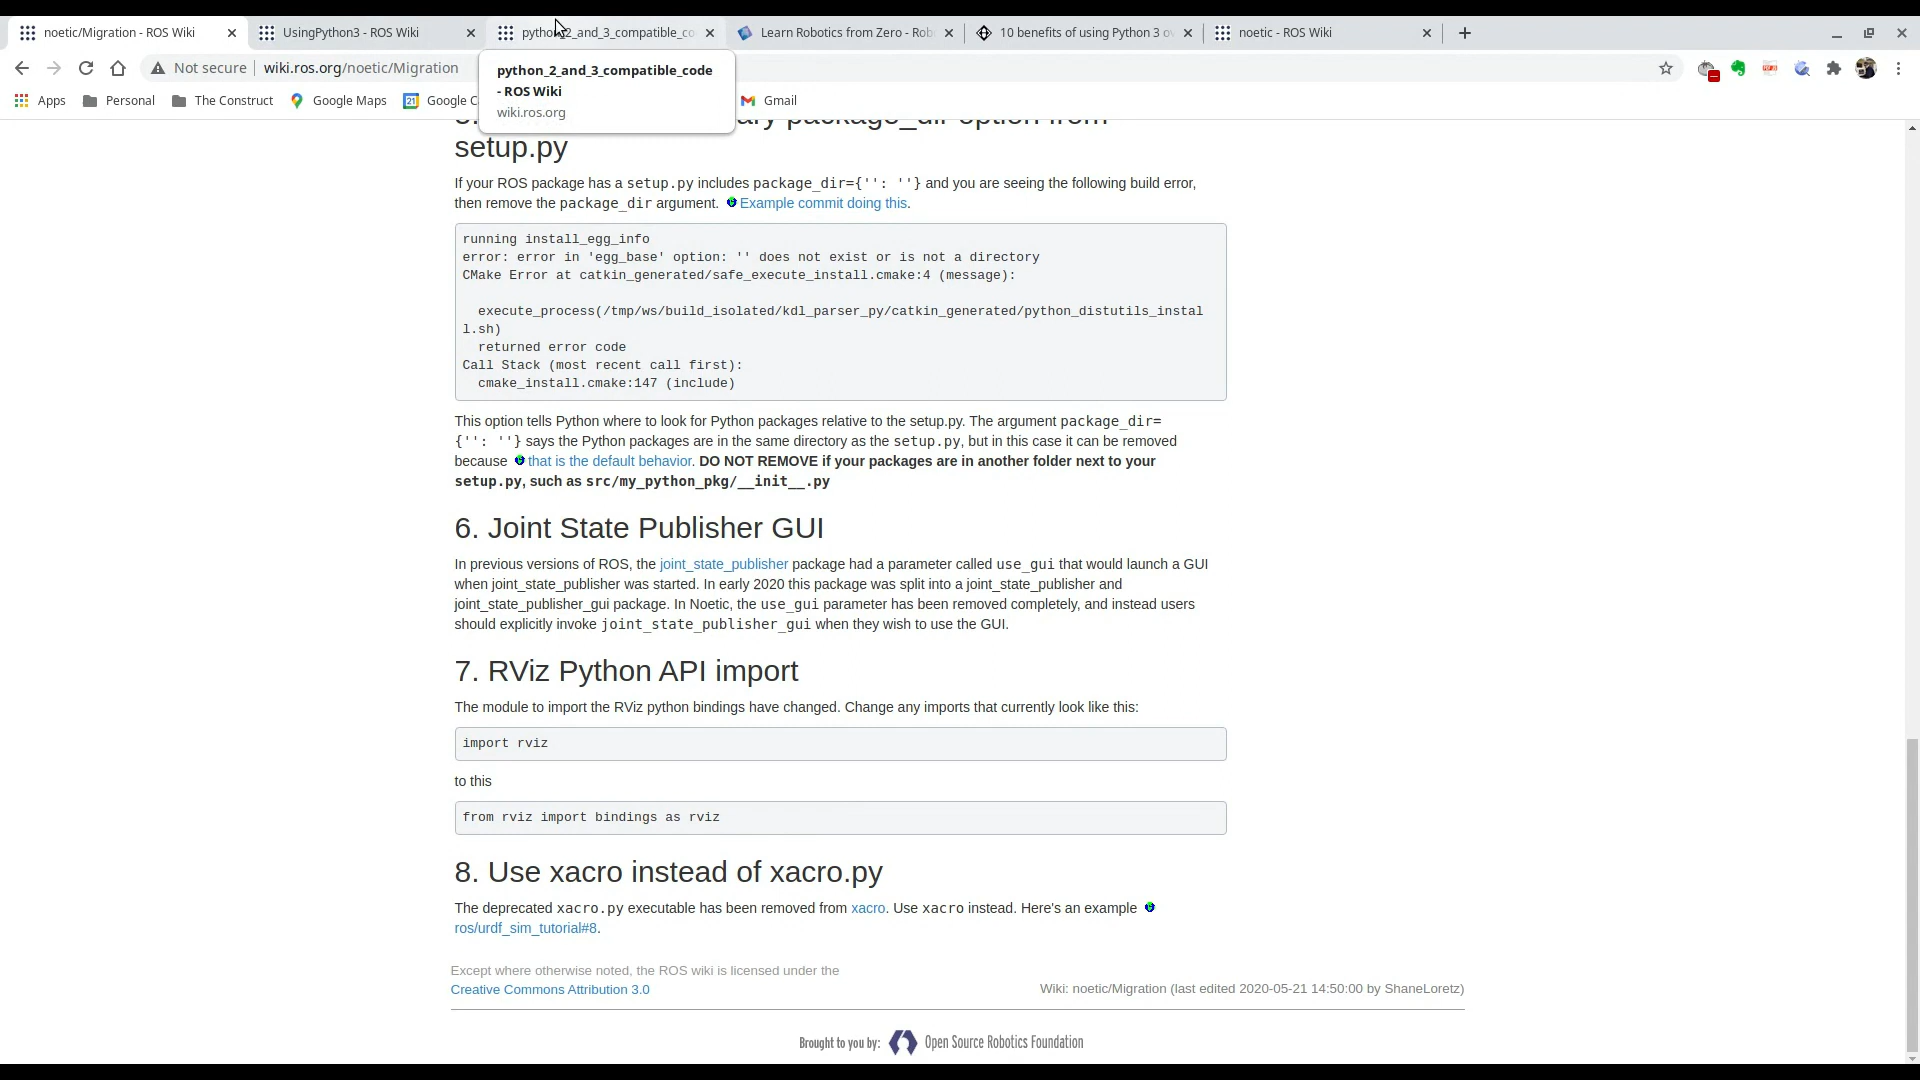 noetic/Migration - ROS Wiki
UsingPython3 - ROS Wiki
python_2_and_3_compatible_co
Learn Robotics from Zero - Rob
10 benefits of using Python 3 o
noetic - ROS Wiki
Not secure
wiki.ros.org/noetic/Migration
python_2_and_3_compatible_code
- ROS Wiki
wiki.ros.org
Apps
Personal
The Construct
Google Maps
Google C
Gmail
package_dir option from
setup.py
If your ROS package has a setup.py includes package_dir={'': ''} and you are seeing the following build error,
then remove the package_dir argument. Example commit doing this.
running install_egg_info
error: error in 'egg_base' option: '' does not exist or is not a directory
CMake Error at catkin_generated/safe_execute_install.cmake:4 (message):
execute_process(/tmp/ws/build_isolated/kdl_parser_py/catkin_generated/python_distutils_instal
l.sh)
returned error code
Call Stack (most recent call first):
cmake_install.cmake:147 (include)
This option tells Python where to look for Python packages relative to the setup.py. The argument package_dir=
{'': ''} says the Python packages are in the same directory as the setup.py, but in this case it can be removed
because that is the default behavior. DO NOT REMOVE if your packages are in another folder next to your
setup.py, such as src/my_python_pkg/__init__.py
6. Joint State Publisher GUI
In previous versions of ROS, the joint_state_publisher package had a parameter called use_gui that would launch a GUI
when joint_state_publisher was started. In early 2020 this package was split into a joint_state_publisher and
joint_state_publisher_gui package. In Noetic, the use_gui parameter has been removed completely, and instead users
should explicitly invoke joint_state_publisher_gui when they wish to use the GUI.
7. RViz Python API import
The module to import the RViz python bindings have changed. Change any imports that currently look like this:
import rviz
to this
from rviz import bindings as rviz
8. Use xacro instead of xacro.py
The deprecated xacro.py executable has been removed from xacro. Use xacro instead. Here's an example
ros/urdf_sim_tutorial#8.
Except where otherwise noted, the ROS wiki is licensed under the
Creative Commons Attribution 3.0
Wiki: noetic/Migration (last edited 2020-05-21 14:50:00 by ShaneLoretz)
Brought to you by: Open Source Robotics Foundation